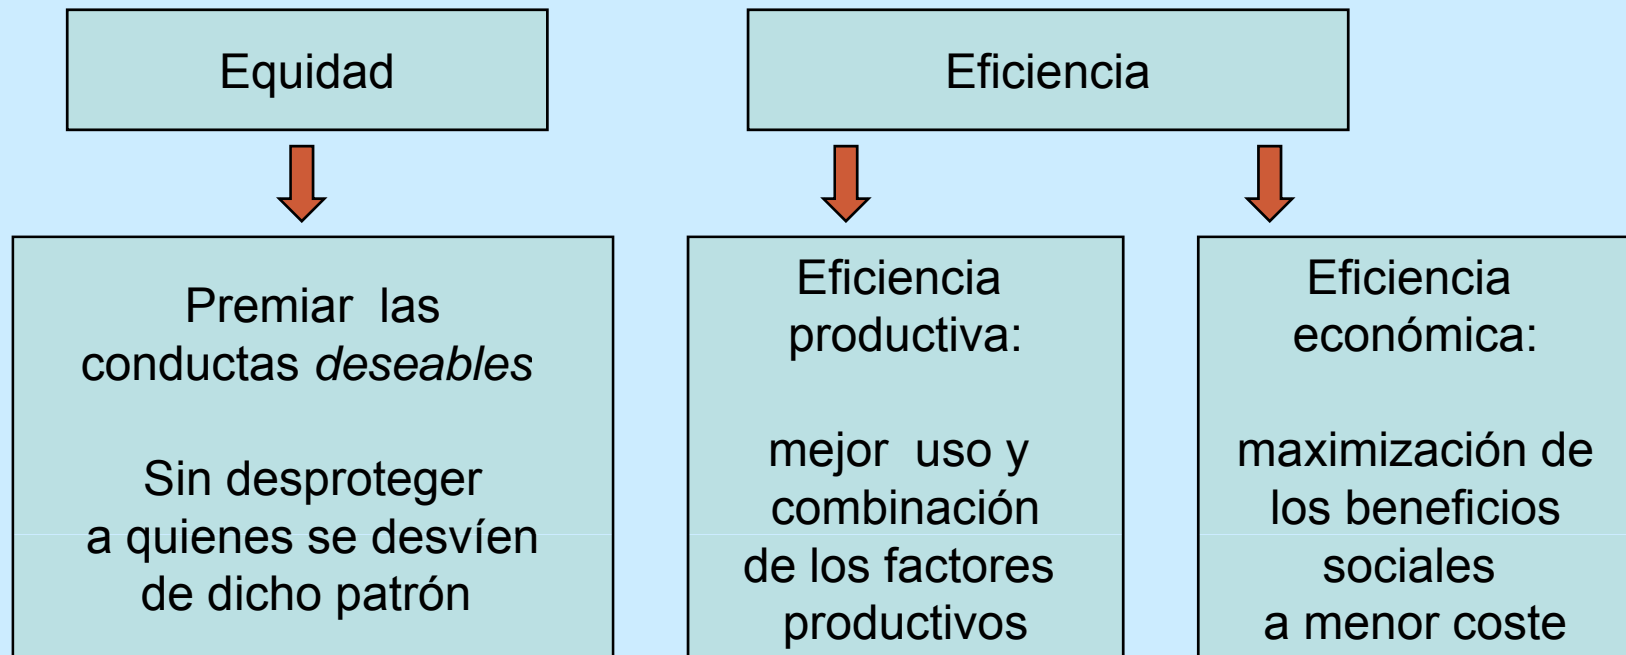 Equidad
Eficiencia
Premiar las
conductas deseables
Sin desproteger
a quienes se desvíen
de dicho patrón
Eficiencia
productiva:
mejor uso y
combinación
de los factores
productivos
Eficiencia
económica:
maximización de
los beneficios
sociales
a menor coste